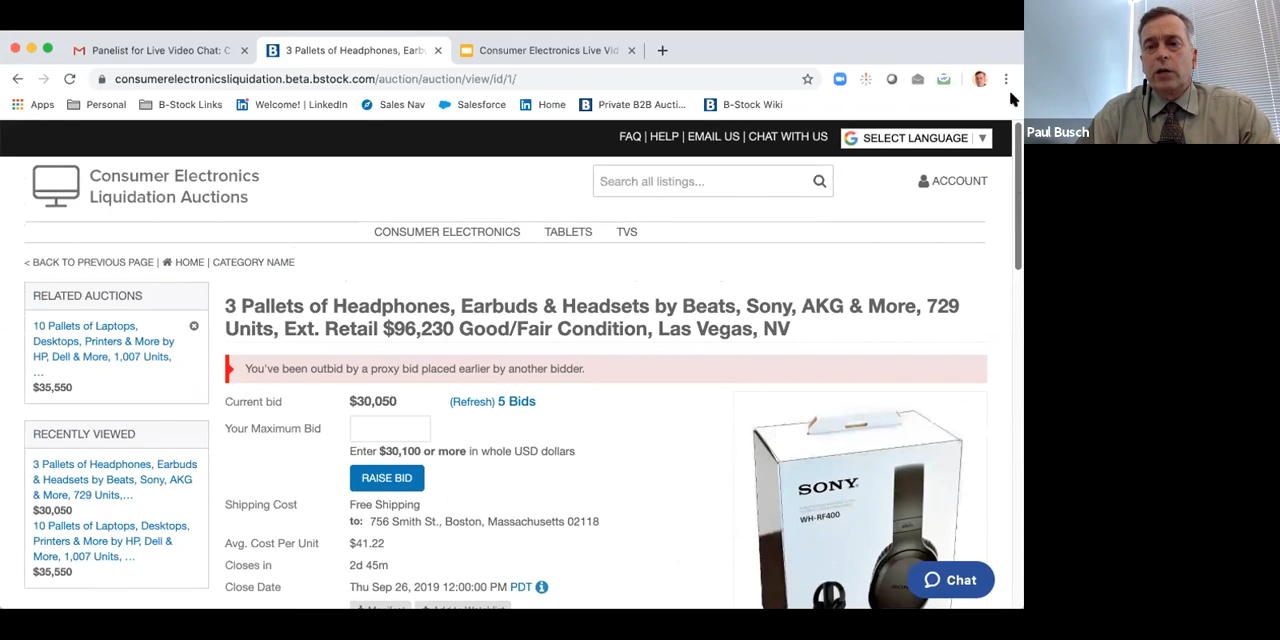 Panelist for Live Video Chat: C
3 Pallets of Headphones, Earb
Consumer Electronics Live Vid
consumerelectronicsliquidation.beta.bstock.com/auction/auction/view/id/1/
Apps
Personal
B-Stock Links
Welcome! | LinkedIn
Sales Nav
Salesforce
Home
Private B2B Aucti...
B-Stock Wiki
Paul Busch
FAQ | HELP | EMAIL US | CHAT WITH US
SELECT LANGUAGE
Consumer Electronics
Liquidation Auctions
Search all listings...
ACCOUNT
CONSUMER ELECTRONICS
TABLETS
TVS
< BACK TO PREVIOUS PAGE | HOME | CATEGORY NAME
RELATED AUCTIONS
10 Pallets of Laptops,
Desktops, Printers & More by
HP, Dell & More, 1,007 Units,
...
$35,550
RECENTLY VIEWED
3 Pallets of Headphones, Earbuds
& Headsets by Beats, Sony, AKG
& More, 729 Units,...
$30,050
10 Pallets of Laptops, Desktops,
Printers & More by HP, Dell &
More, 1,007 Units, ...
$35,550
3 Pallets of Headphones, Earbuds & Headsets by Beats, Sony, AKG & More, 729
Units, Ext. Retail $96,230 Good/Fair Condition, Las Vegas, NV
You've been outbid by a proxy bid placed earlier by another bidder.
Current bid $30,050 (Refresh) 5 Bids
Your Maximum Bid
Enter $30,100 or more in whole USD dollars
RAISE BID
Shipping Cost Free Shipping
to: 756 Smith St., Boston, Massachusetts 02118
Avg. Cost Per Unit $41.22
Closes in 2d 45m
Close Date Thu Sep 26, 2019 12:00:00 PM PDT
SONY
WH-RF400
Chat